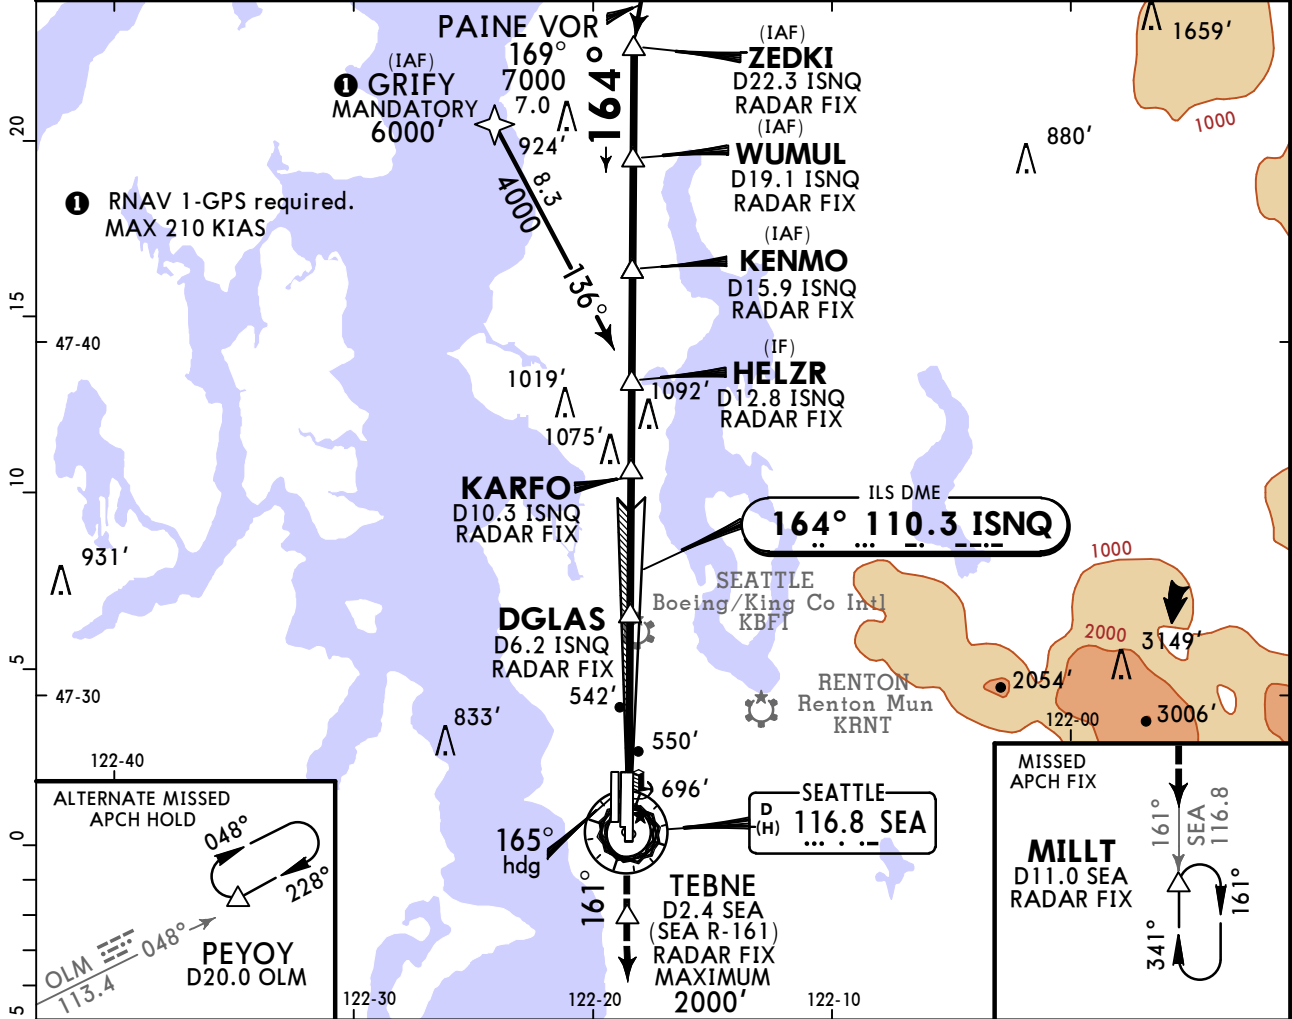 PAINE VOR
169°
7000
7.0
164°
(IAF)
❶ GRIFY
MANDATORY
6000'
924'
(IAF)
ZEDKI
D22.3 ISNQ
RADAR FIX
1659'
1000
(IAF)
WUMUL
D19.1 ISNQ
RADAR FIX
880'
20
❶ RNAV 1-GPS required.
MAX 210 KIAS
8.3
4000
136°
(IAF)
KENMO
D15.9 ISNQ
RADAR FIX
15
47-40
(IF)
HELZR
D12.8 ISNQ
RADAR FIX
1019'
1092'
1075'
KARFO
D10.3 ISNQ
RADAR FIX
10
ILS DME
164° 110.3 ISNQ
931'
SEATTLE
Boeing/King Co Intl
KBFI
1000
2000
3149'
DGLAS
D6.2 ISNQ
RADAR FIX
5
47-30
542'
RENTON
Renton Mun
KRNT
2054'
122-00
3006'
833'
550'
122-40
696'
SEATTLE
D
(H)
116.8 SEA
165°
hdg
0
ALTERNATE MISSED
APCH HOLD
048°
228°
OLM
048°
113.4
PEYOY
D20.0 OLM
161°
TEBNE
D2.4 SEA
(SEA R-161)
RADAR FIX
MAXIMUM
2000'
MISSED
APCH FIX
161°
SEA
116.8
MILLT
D11.0 SEA
RADAR FIX
161°
341°
5
122-30
122-20
122-10